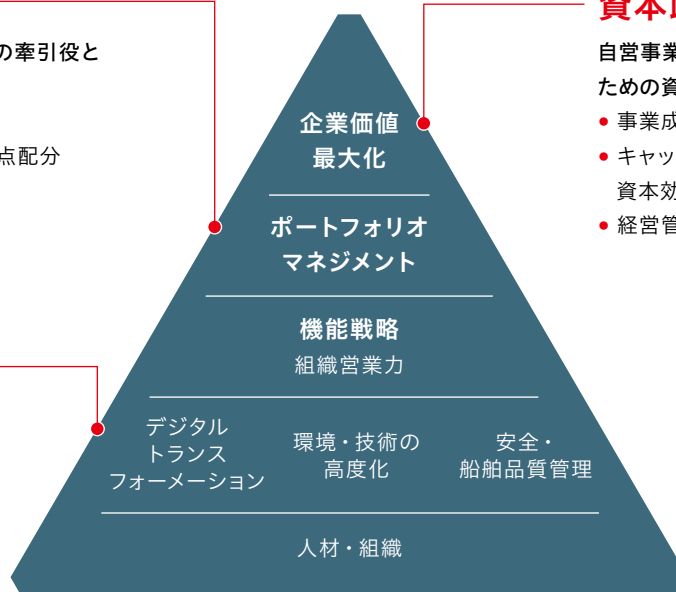 の牽引役と
点配分
資本
自営事業
ための資
• 事業成
• キャッ
資本効
• 経営管
企業価値
最大化
ポートフォリオ
マネジメント
機能戦略
組織営業力
デジタル
トランス
フォーメーション
環境・技術の
高度化
安全・
船舶品質管理
人材・組織